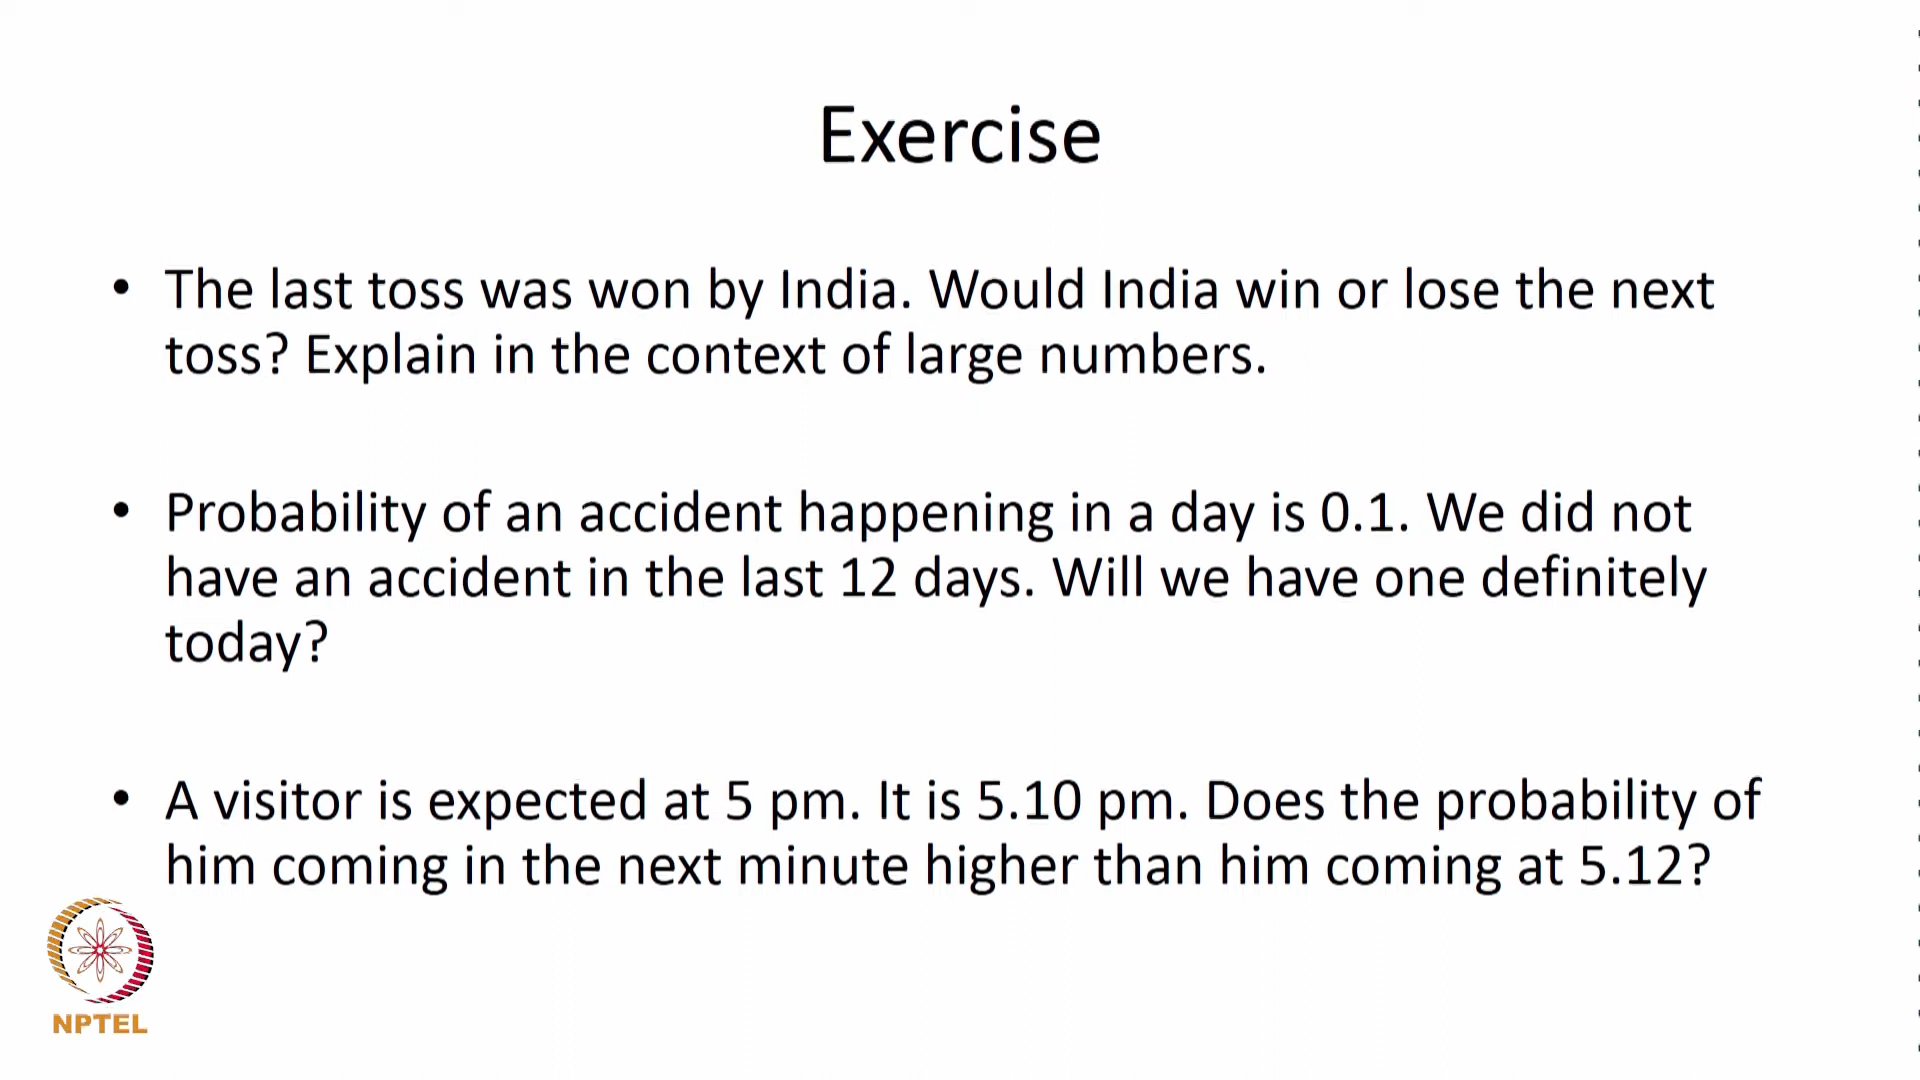 Exercise
• The last toss was won by India. Would India win or lose the next
toss? Explain in the context of large numbers.
• Probability of an accident happening in a day is 0.1. We did not
have an accident in the last 12 days. Will we have one definitely
today?
• A visitor is expected at 5 pm. It is 5.10 pm. Does the probability of
him coming in the next minute higher than him coming at 5.12?
NPTEL